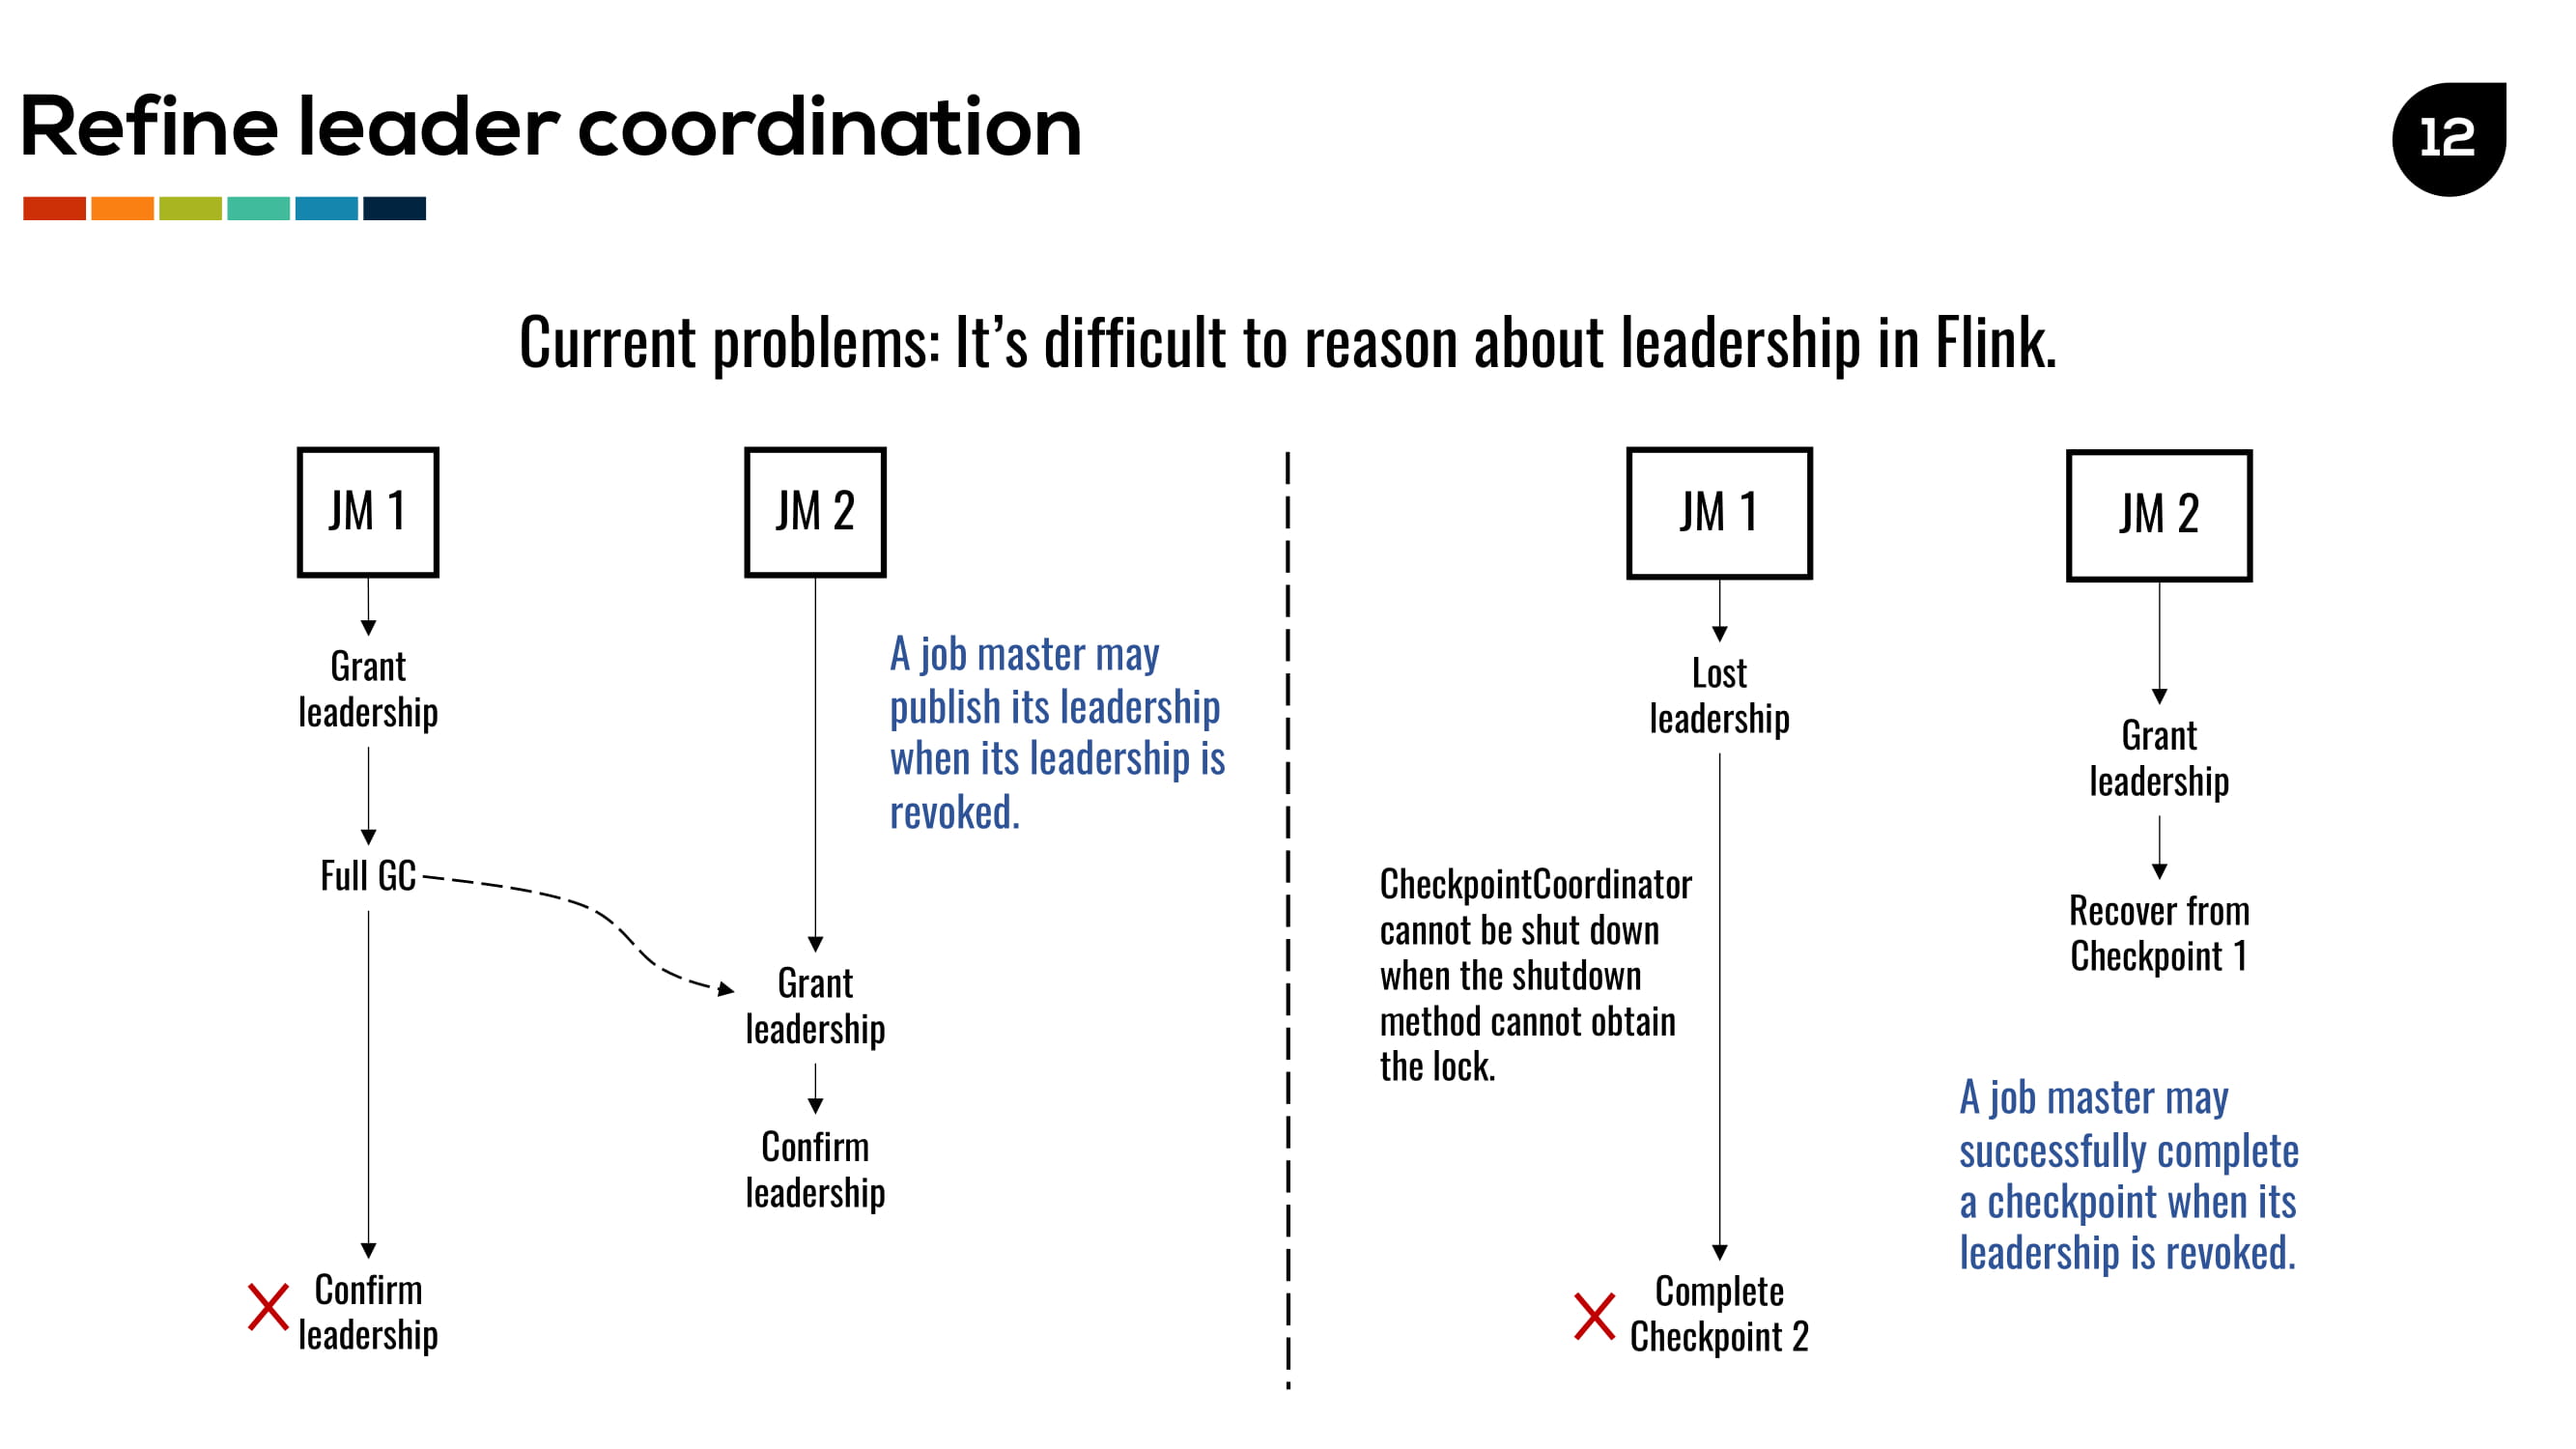 Refine leader coordination
12
Current problems: It’s difficult to reason about leadership in Flink.
JM 1
Grant
leadership
Full GC
Confirm
leadership
JM 2
A job master may
publish its leadership
when its leadership is
revoked.
Grant
leadership
Confirm
leadership
JM 1
Lost
leadership
CheckpointCoordinator
cannot be shut down
when the shutdown
method cannot obtain
the lock.
Complete
Checkpoint 2
JM 2
Grant
leadership
Recover from
Checkpoint 1
A job master may
successfully complete
a checkpoint when its
leadership is revoked.